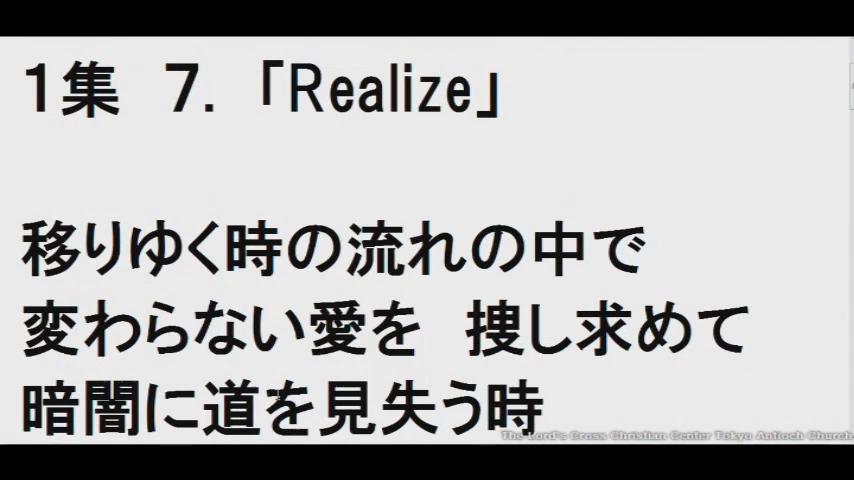 １集　７．「Realize」
移りゆく時の流れの中で
変わらない愛を　捜し求めて
暗闇に道を見失う時
The Lord's Cross Christian Center Tokyo Antioch Church